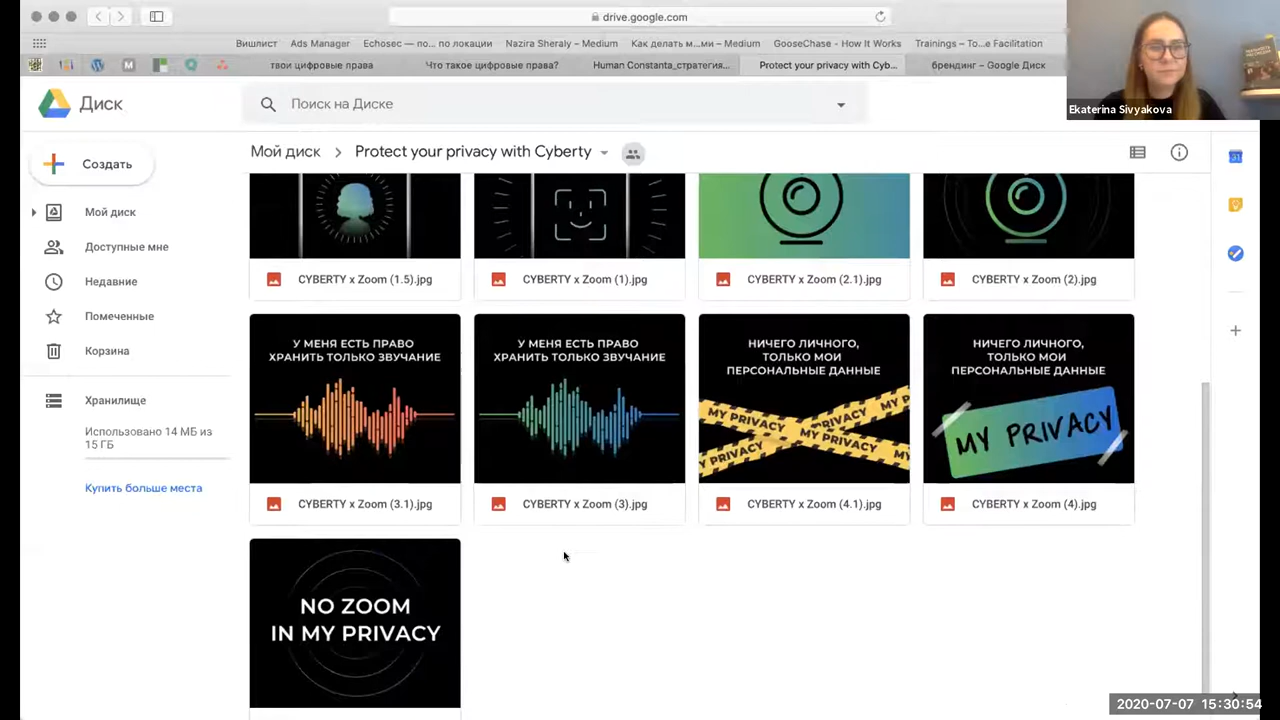 drive.google.com
Вишлист
Ads Manager
Echosec — по... по локации
Nazira Sheraly – Medium
Как делать м...ми – Medium
GooseChase - How It Works
Trainings – To...e Facilitation
твои цифровые права
Что такое цифровые права?
Human Constanta_стратегия...
Protect your privacy with Cyb...
брендинг – Google Диск
Ekaterina Sivyakova
Диск
Поиск на Диске
Создать
Мой диск
Protect your privacy with Cyberty
Мой диск
Доступные мне
Недавние
Помеченные
Корзина
Хранилище
Использовано 14 МБ из
15 ГБ
Купить больше места
CYBERTY x Zoom (1.5).jpg
CYBERTY x Zoom (1).jpg
CYBERTY x Zoom (2.1).jpg
CYBERTY x Zoom (2).jpg
У МЕНЯ ЕСТЬ ПРАВО
ХРАНИТЬ ТОЛЬКО ЗВУЧАНИЕ
У МЕНЯ ЕСТЬ ПРАВО
ХРАНИТЬ ТОЛЬКО ЗВУЧАНИЕ
НИЧЕГО ЛИЧНОГО,
ТОЛЬКО МОИ
ПЕРСОНАЛЬНЫЕ ДАННЫЕ
MY PRIVACY
PRIVACY
MY P
PRIVACY
MY PRIVACY
MY
НИЧЕГО ЛИЧНОГО,
ТОЛЬКО МОИ
ПЕРСОНАЛЬНЫЕ ДАННЫЕ
MY PRIVACY
CYBERTY x Zoom (3.1).jpg
CYBERTY x Zoom (3).jpg
CYBERTY x Zoom (4.1).jpg
CYBERTY x Zoom (4).jpg
NO ZOOM
IN MY PRIVACY
2020-07-07 15:30:54